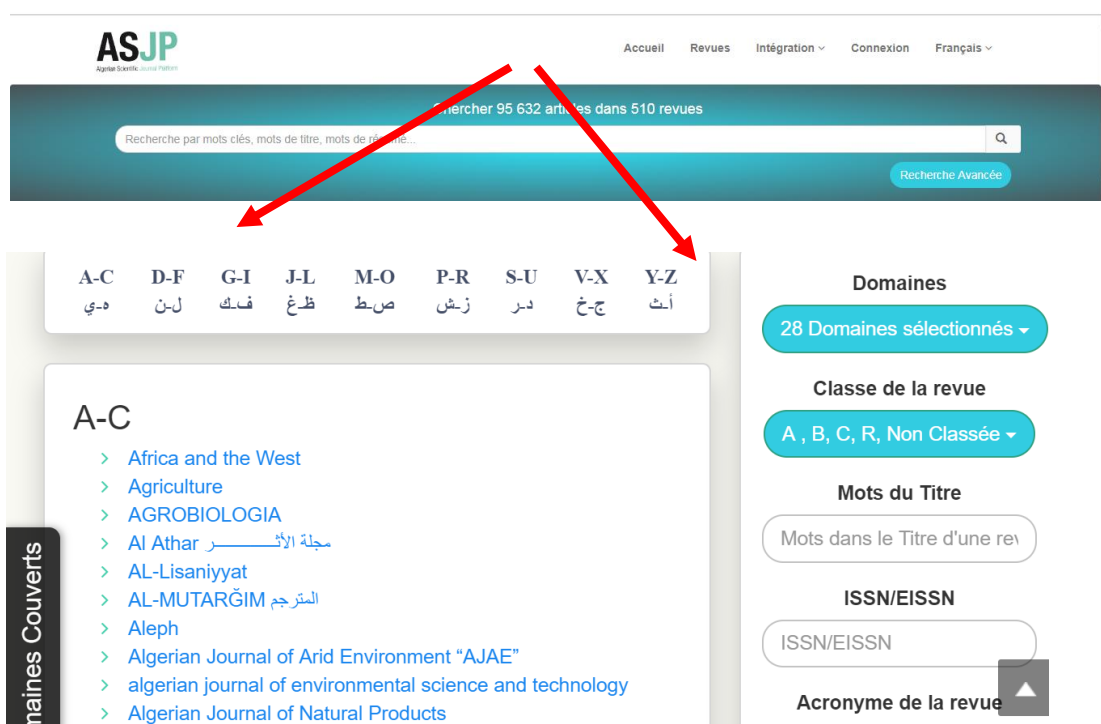 ASJP
Algerian Scientific Journal Platform
Accueil Revues Intégration Connexion Français
Chercher 95 632 articles dans 510 revues
Recherche par mots clés, mots de titre, mots de résumé...
Recherche Avancée
A-C D-F G-I J-L M-O P-R S-U V-X Y-Z
ه-ي ل-ن ف-ك ظ-غ ص-ط ز-ش د-ر ج-خ أ-ث
A-C
Africa and the West
Agriculture
AGROBIOLOGIA
Al Athar مجلة الأثـــــــــر
AL-Lisaniyyat
AL-MUTARĞIM المترجم
Aleph
Algerian Journal of Arid Environment “AJAE”
algerian journal of environmental science and technology
Algerian Journal of Natural Products
maines Couverts
Domaines
28 Domaines sélectionnés
Classe de la revue
A , B, C, R, Non Classée
Mots du Titre
Mots dans le Titre d'une rev
ISSN/EISSN
ISSN/EISSN
Acronyme de la revue